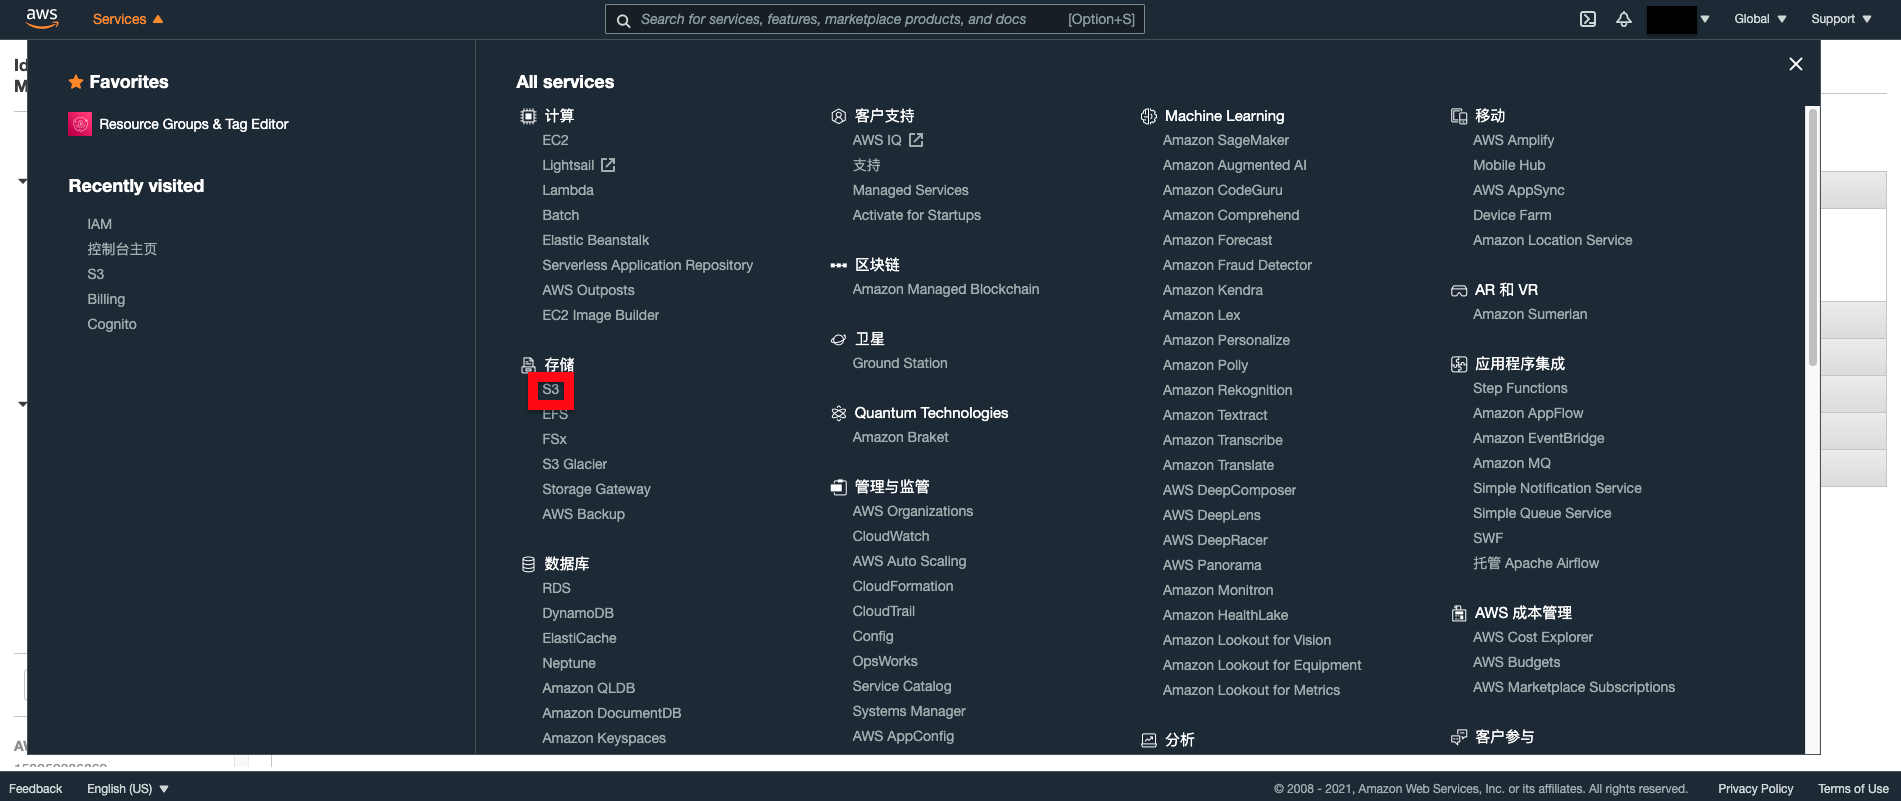 aws
Services
Search for services, features, marketplace products, and docs
[Option+S]
Global
Support
Favorites
Resource Groups & Tag Editor
Recently visited
IAM
控制台主页
S3
Billing
Cognito
All services
计算
EC2
Lightsail
Lambda
Batch
Elastic Beanstalk
Serverless Application Repository
AWS Outposts
EC2 Image Builder
存储
S3
EFS
FSx
S3 Glacier
Storage Gateway
AWS Backup
数据库
RDS
DynamoDB
ElastiCache
Neptune
Amazon QLDB
Amazon DocumentDB
Amazon Keyspaces
客户支持
AWS IQ
支持
Managed Services
Activate for Startups
区块链
Amazon Managed Blockchain
卫星
Ground Station
Quantum Technologies
Amazon Braket
管理与监管
AWS Organizations
CloudWatch
AWS Auto Scaling
CloudFormation
CloudTrail
Config
OpsWorks
Service Catalog
Systems Manager
AWS AppConfig
Machine Learning
Amazon SageMaker
Amazon Augmented AI
Amazon CodeGuru
Amazon Comprehend
Amazon Forecast
Amazon Fraud Detector
Amazon Kendra
Amazon Lex
Amazon Personalize
Amazon Polly
Amazon Rekognition
Amazon Textract
Amazon Transcribe
Amazon Translate
AWS DeepComposer
AWS DeepLens
AWS DeepRacer
AWS Panorama
Amazon Monitron
Amazon HealthLake
Amazon Lookout for Vision
Amazon Lookout for Equipment
Amazon Lookout for Metrics
分析
移动
AWS Amplify
Mobile Hub
AWS AppSync
Device Farm
Amazon Location Service
AR 和 VR
Amazon Sumerian
应用程序集成
Step Functions
Amazon AppFlow
Amazon EventBridge
Amazon MQ
Simple Notification Service
Simple Queue Service
SWF
托管 Apache Airflow
AWS 成本管理
AWS Cost Explorer
AWS Budgets
AWS Marketplace Subscriptions
客户参与
Feedback
English (US)
© 2008 - 2021, Amazon Web Services, Inc. or its affiliates. All rights reserved.
Privacy Policy
Terms of Use